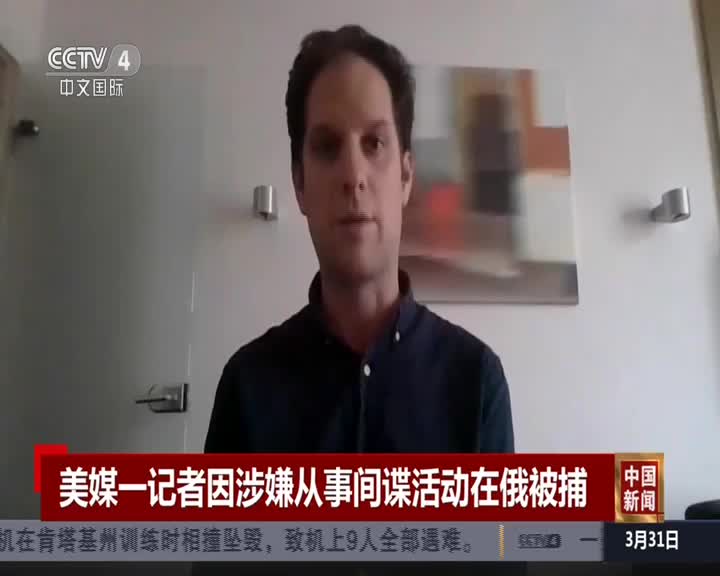 CCTV 4
中文国际
美媒一记者因涉嫌从事间谍活动在俄被捕
中国
新闻
机在肯塔基州训练时相撞坠毁，致机上9人全部遇难。 CCTV4 一
3月31日